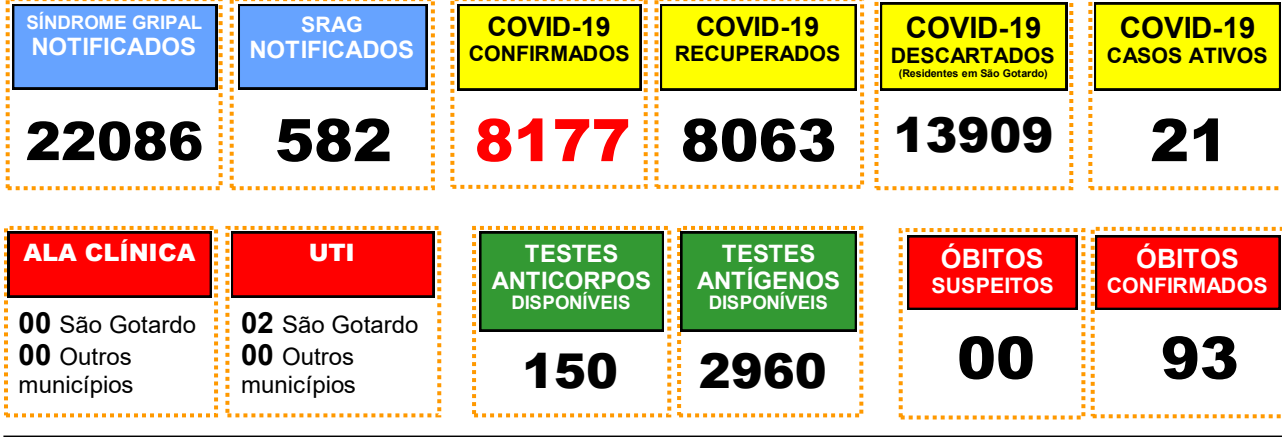 SÍNDROME GRIPAL
NOTIFICADOS
22086
SRAG
NOTIFICADOS
582
COVID-19
CONFIRMADOS
8177
COVID-19
RECUPERADOS
8063
COVID-19
DESCARTADOS
(Residentes em São Gotardo)
13909
COVID-19
CASOS ATIVOS
21
ALA CLÍNICA
00 São Gotardo
00 Outros
municípios
UTI
02 São Gotardo
00 Outros
municípios
TESTES
ANTICORPOS
DISPONÍVEIS
150
TESTES
ANTÍGENOS
DISPONÍVEIS
2960
ÓBITOS
SUSPEITOS
00
ÓBITOS
CONFIRMADOS
93